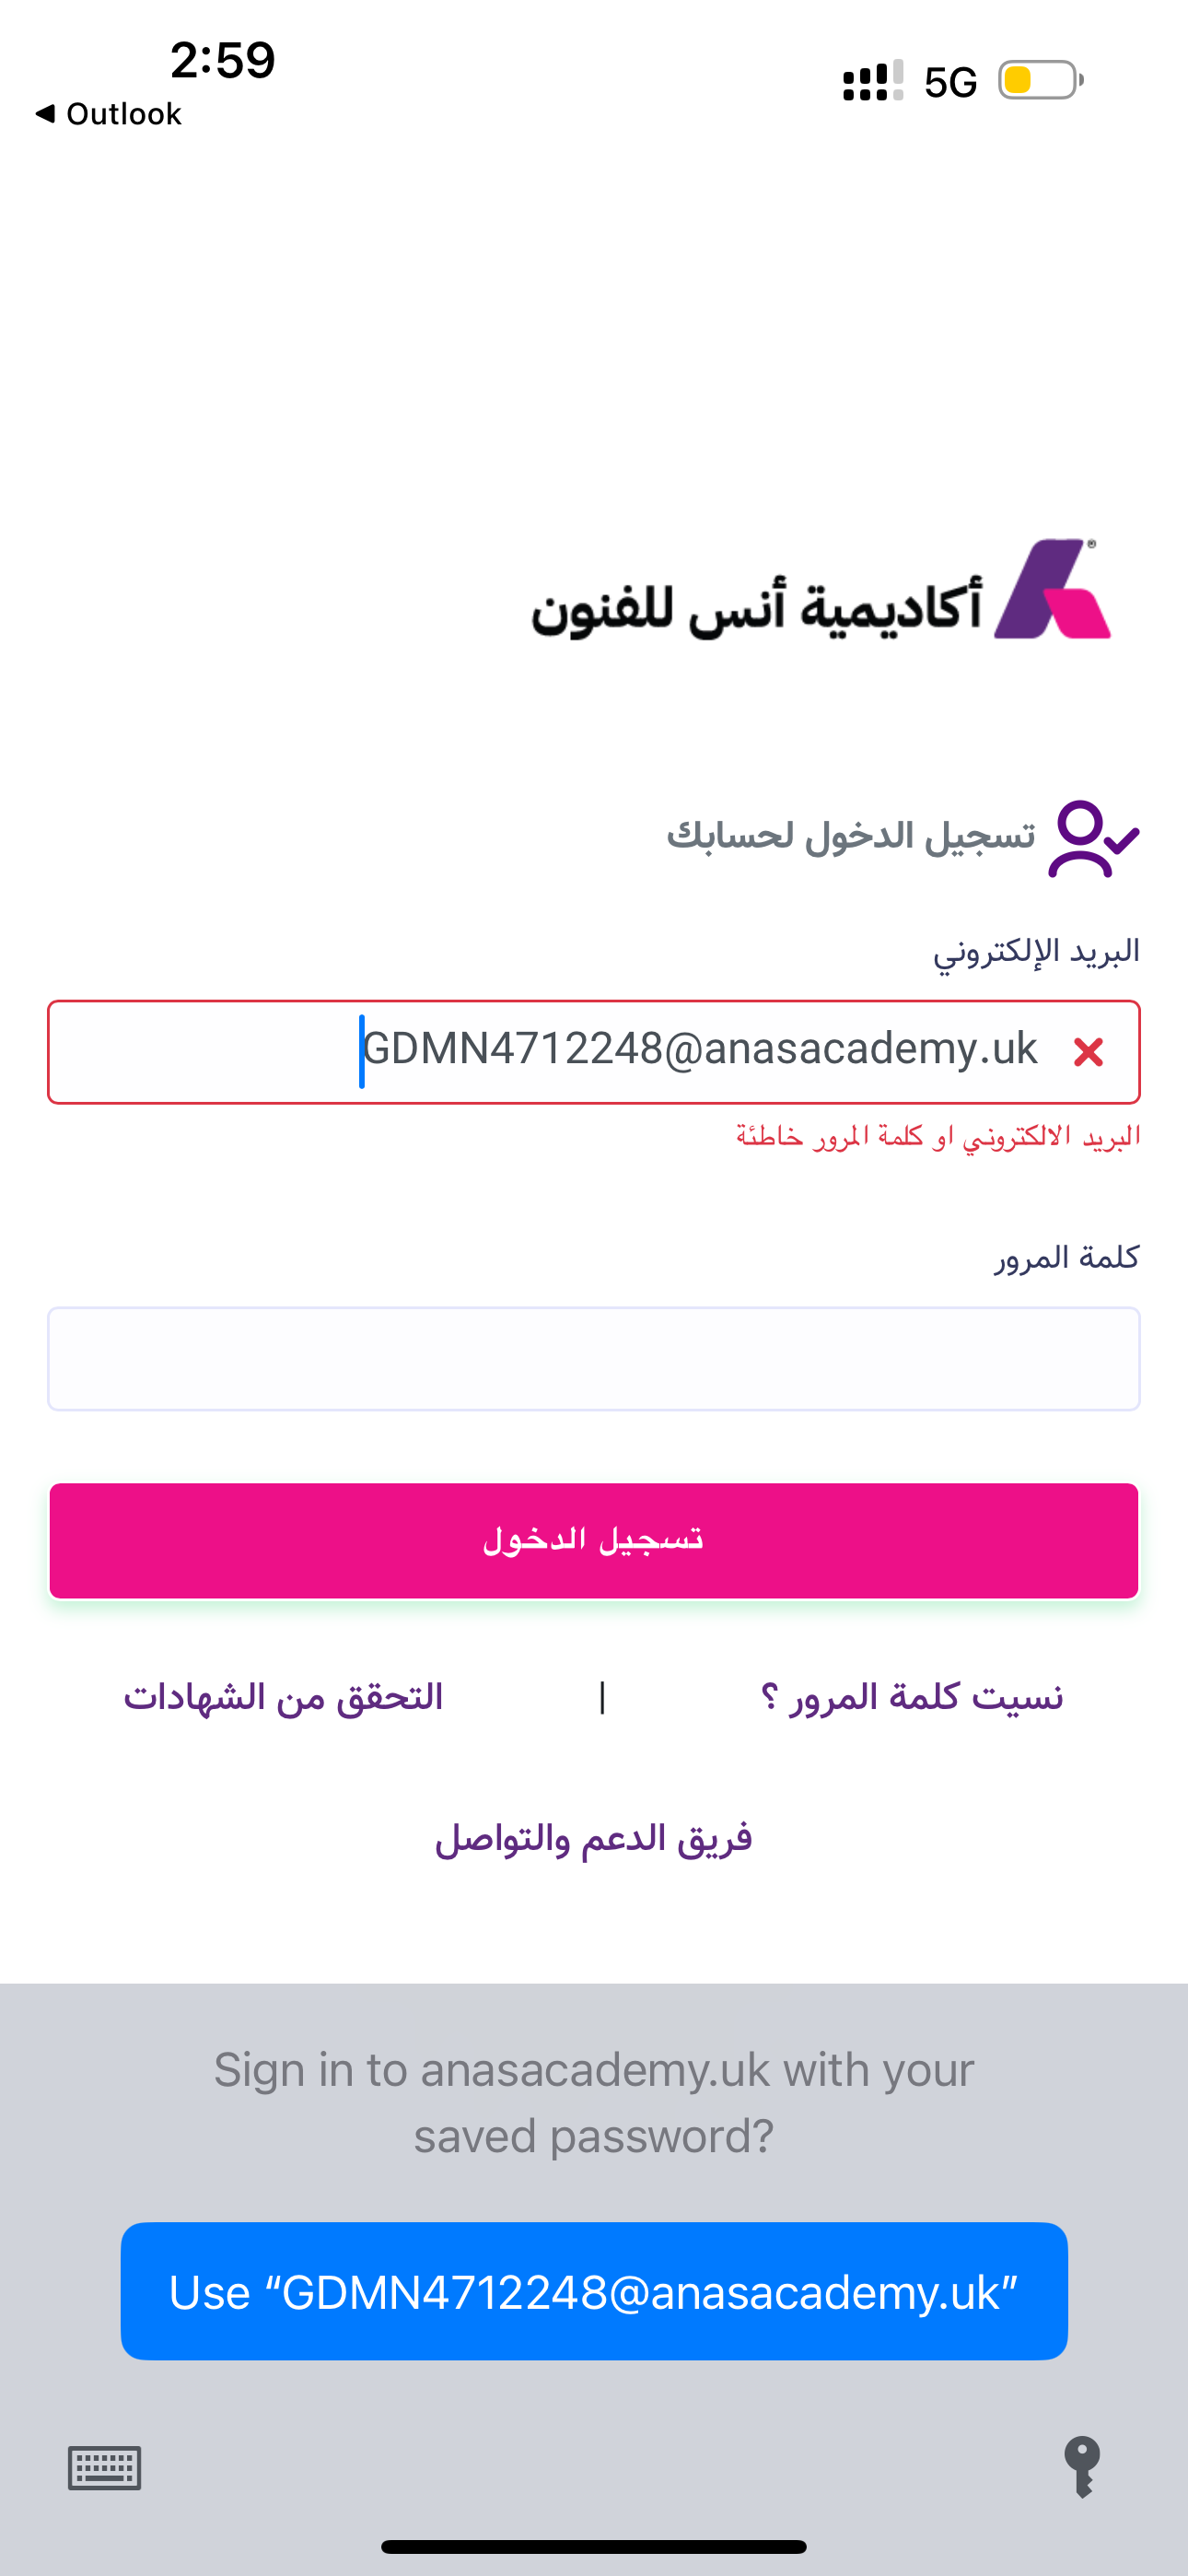 2:59
5G
◀ Outlook
أكاديمية أنس للفنون
تسجيل الدخول لحسابك
البريد الإلكتروني
GDMN4712248@anasacademy.uk
البريد الالكتروني او كلمة المرور خاطئة
كلمة المرور
تسجيل الدخول
نسيت كلمة المرور ؟ | التحقق من الشهادات
فريق الدعم والتواصل
Sign in to anasacademy.uk with your
saved password?
Use “GDMN4712248@anasacademy.uk”